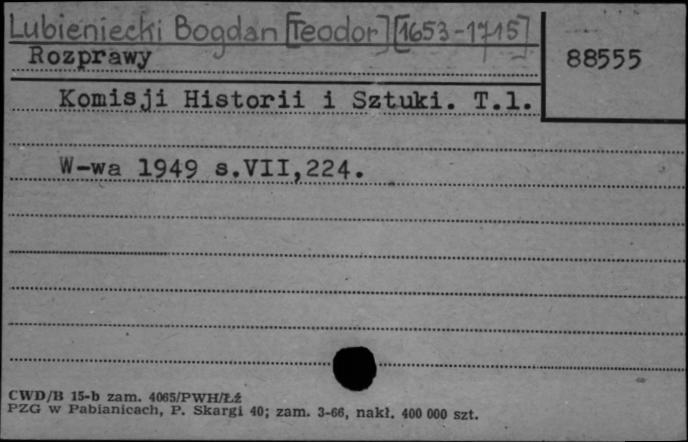 Lubieniecki Bogdan [Teodor] [1653-1715]
Rozprawy
88555
Komisji Historii i Sztuki. T.1.
W-wa 1949 s.VII,224.
CWD/B 15-b zam. 4065/PWH/Łź
PZG w Pabianicach, P. Skargi 40; zam. 3-66, nakł. 400 000 szt.